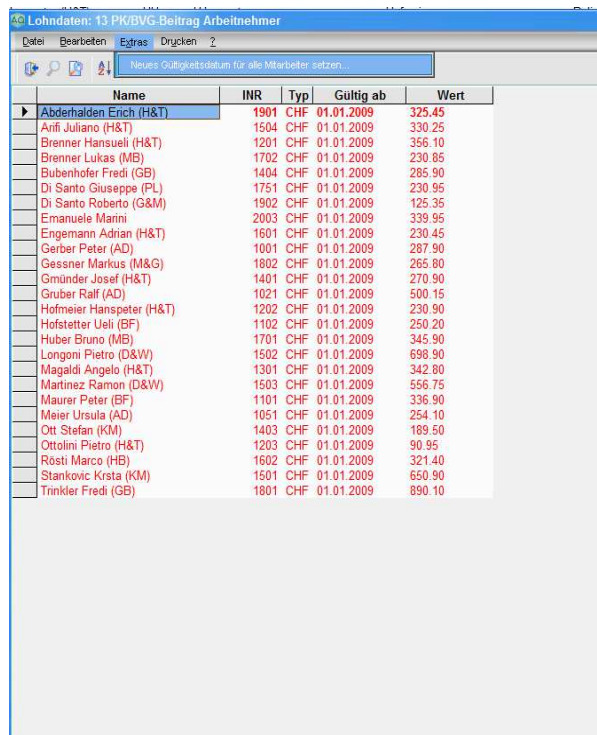 Lohndaten: 13 PK/BVG-Beitrag Arbeitnehmer
Datei Bearbeiten Extras Drucken ?
Neues Gültigkeitsdatum für alle Mitarbeiter setzen...
Name INR Typ Gültig ab Wert
Abderhalden Erich (H&T) 1901 CHF 01.01.2009 325.45
Arifi Juliano (H&T) 1504 CHF 01.01.2009 330.25
Brenner Hansueli (H&T) 1201 CHF 01.01.2009 356.10
Brenner Lukas (MB) 1702 CHF 01.01.2009 230.85
Bubenhofer Fredi (GB) 1404 CHF 01.01.2009 285.90
Di Santo Giuseppe (PL) 1751 CHF 01.01.2009 230.95
Di Santo Roberto (G&M) 1902 CHF 01.01.2009 125.35
Emanuele Marini 2003 CHF 01.01.2009 339.95
Engemann Adrian (H&T) 1601 CHF 01.01.2009 230.45
Gerber Peter (AD) 1001 CHF 01.01.2009 287.90
Gessner Markus (M&G) 1802 CHF 01.01.2009 265.80
Gmünder Josef (H&T) 1401 CHF 01.01.2009 270.90
Gruber Ralf (AD) 1021 CHF 01.01.2009 500.15
Hofmeier Hanspeter (H&T) 1202 CHF 01.01.2009 230.90
Hofstetter Ueli (BF) 1102 CHF 01.01.2009 250.20
Huber Bruno (MB) 1701 CHF 01.01.2009 345.90
Longoni Pietro (D&W) 1502 CHF 01.01.2009 698.90
Magaldi Angelo (H&T) 1301 CHF 01.01.2009 342.80
Martinez Ramon (D&W) 1503 CHF 01.01.2009 556.75
Maurer Peter (BF) 1101 CHF 01.01.2009 336.90
Meier Ursula (AD) 1051 CHF 01.01.2009 254.10
Ott Stefan (KM) 1403 CHF 01.01.2009 189.50
Ottolini Pietro (H&T) 1203 CHF 01.01.2009 90.95
Rösti Marco (HB) 1602 CHF 01.01.2009 321.40
Stankovic Krsta (KM) 1501 CHF 01.01.2009 650.90
Trinkler Fredi (GB) 1801 CHF 01.01.2009 890.10